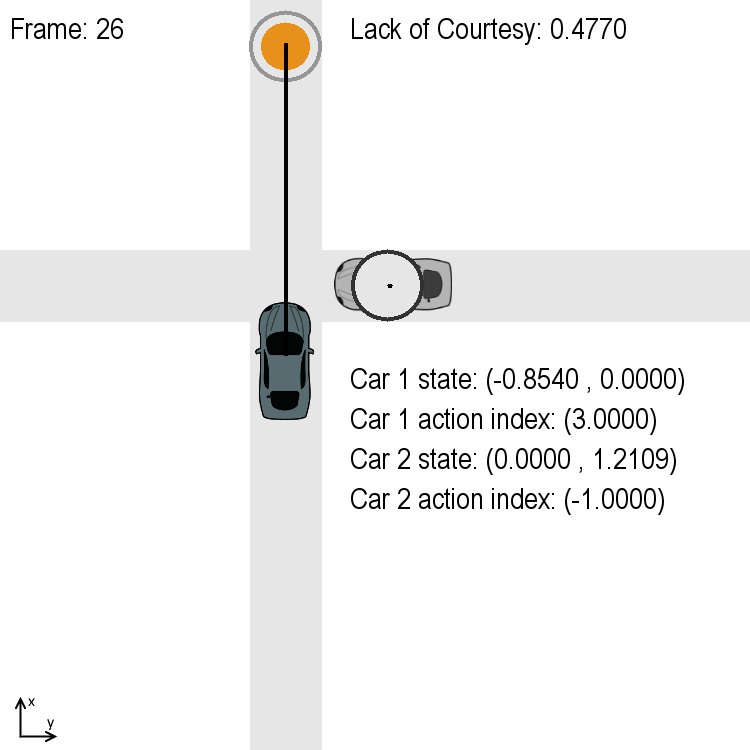 Frame: 26
Lack of Courtesy: 0.4770
Car 1 state: (-0.8540 , 0.0000)
Car 1 action index: (3.0000)
Car 2 state: (0.0000 , 1.2109)
Car 2 action index: (-1.0000)
x
y